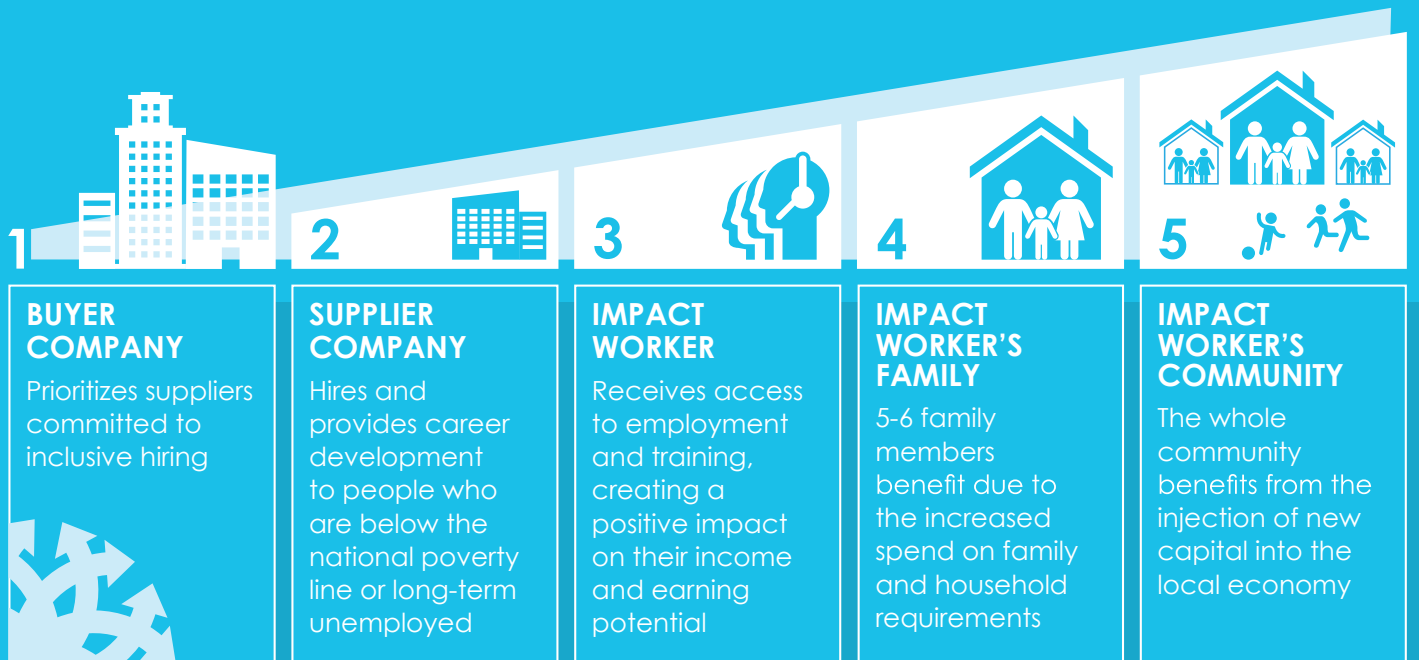 1
BUYER
COMPANY
Prioritizes suppliers
committed to
inclusive hiring
2
SUPPLIER
COMPANY
Hires and
provides career
development
to people who
are below the
national poverty
line or long-term
unemployed
3
IMPACT
WORKER
Receives access
to employment
and training,
creating a
positive impact
on their income
and earning
potential
4
IMPACT
WORKER’S
FAMILY
5-6 family
members
benefit due to
the increased
spend on family
and household
requirements
5
IMPACT
WORKER’S
COMMUNITY
The whole
community
benefits from the
injection of new
capital into the
local economy